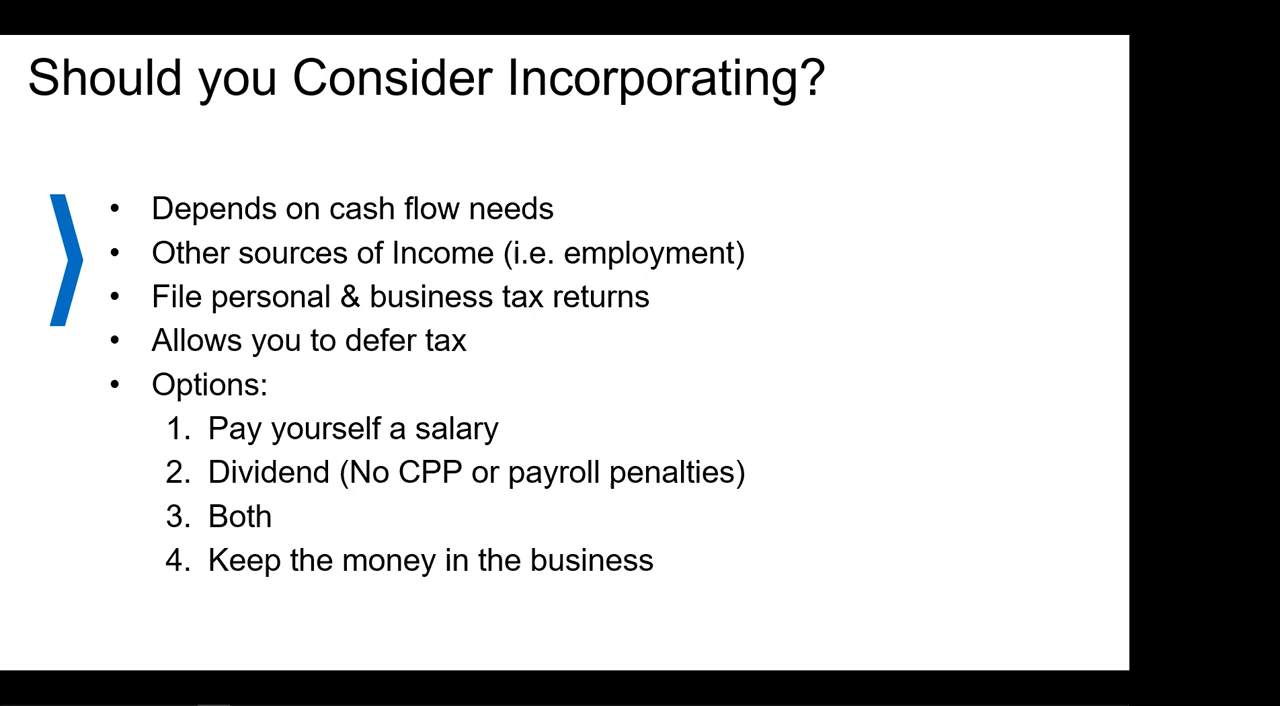 Should you Consider Incorporating?
• Depends on cash flow needs
• Other sources of Income (i.e. employment)
• File personal & business tax returns
• Allows you to defer tax
• Options:
1. Pay yourself a salary
2. Dividend (No CPP or payroll penalties)
3. Both
4. Keep the money in the business